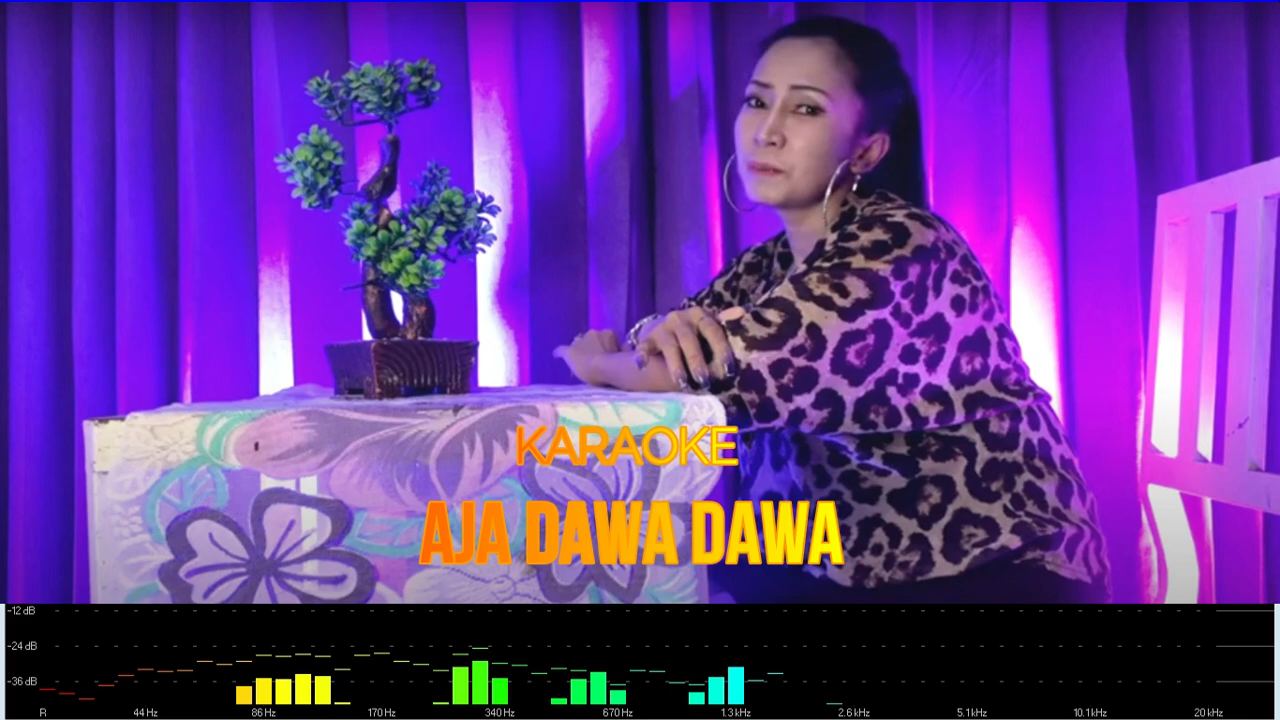 KARAOKE
AJA DAWA DAWA
-12 dB
-24 dB
-36 dB
R 44 Hz 86 Hz 170 Hz 340 Hz 670 Hz 1.3 kHz 2.6 kHz 5.1 kHz 10.1 kHz 20 kHz